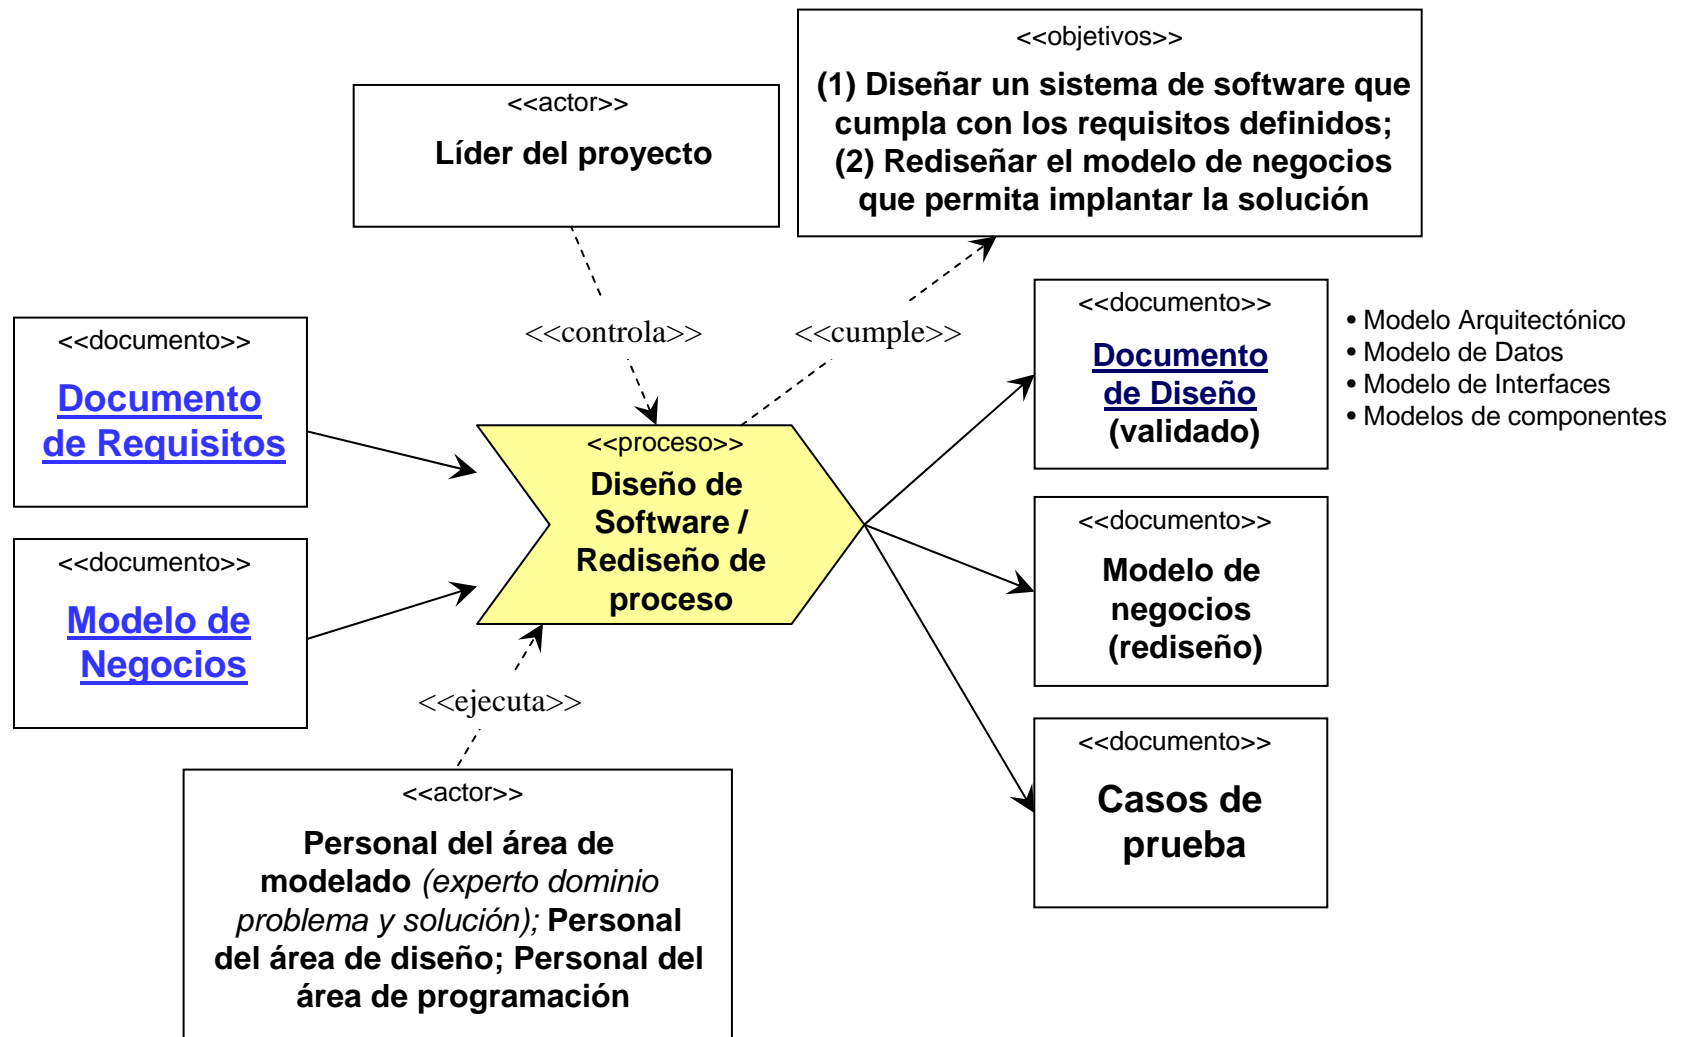 <<objetivos>>
(1) Diseñar un sistema de software que
cumpla con los requisitos definidos;
(2) Rediseñar el modelo de negocios
que permita implantar la solución
<<actor>>
Líder del proyecto
<<controla>>
<<cumple>>
<<documento>>
Documento
de Requisitos
<<documento>>
Modelo de
Negocios
<<proceso>>
Diseño de
Software /
Rediseño de
proceso
<<documento>>
Documento
de Diseño
(validado)
• Modelo Arquitectónico
• Modelo de Datos
• Modelo de Interfaces
• Modelos de componentes
<<documento>>
Modelo de
negocios
(rediseño)
<<documento>>
Casos de
prueba
<<ejecuta>>
<<actor>>
Personal del área de
modelado (experto dominio
problema y solución); Personal
del área de diseño; Personal del
área de programación